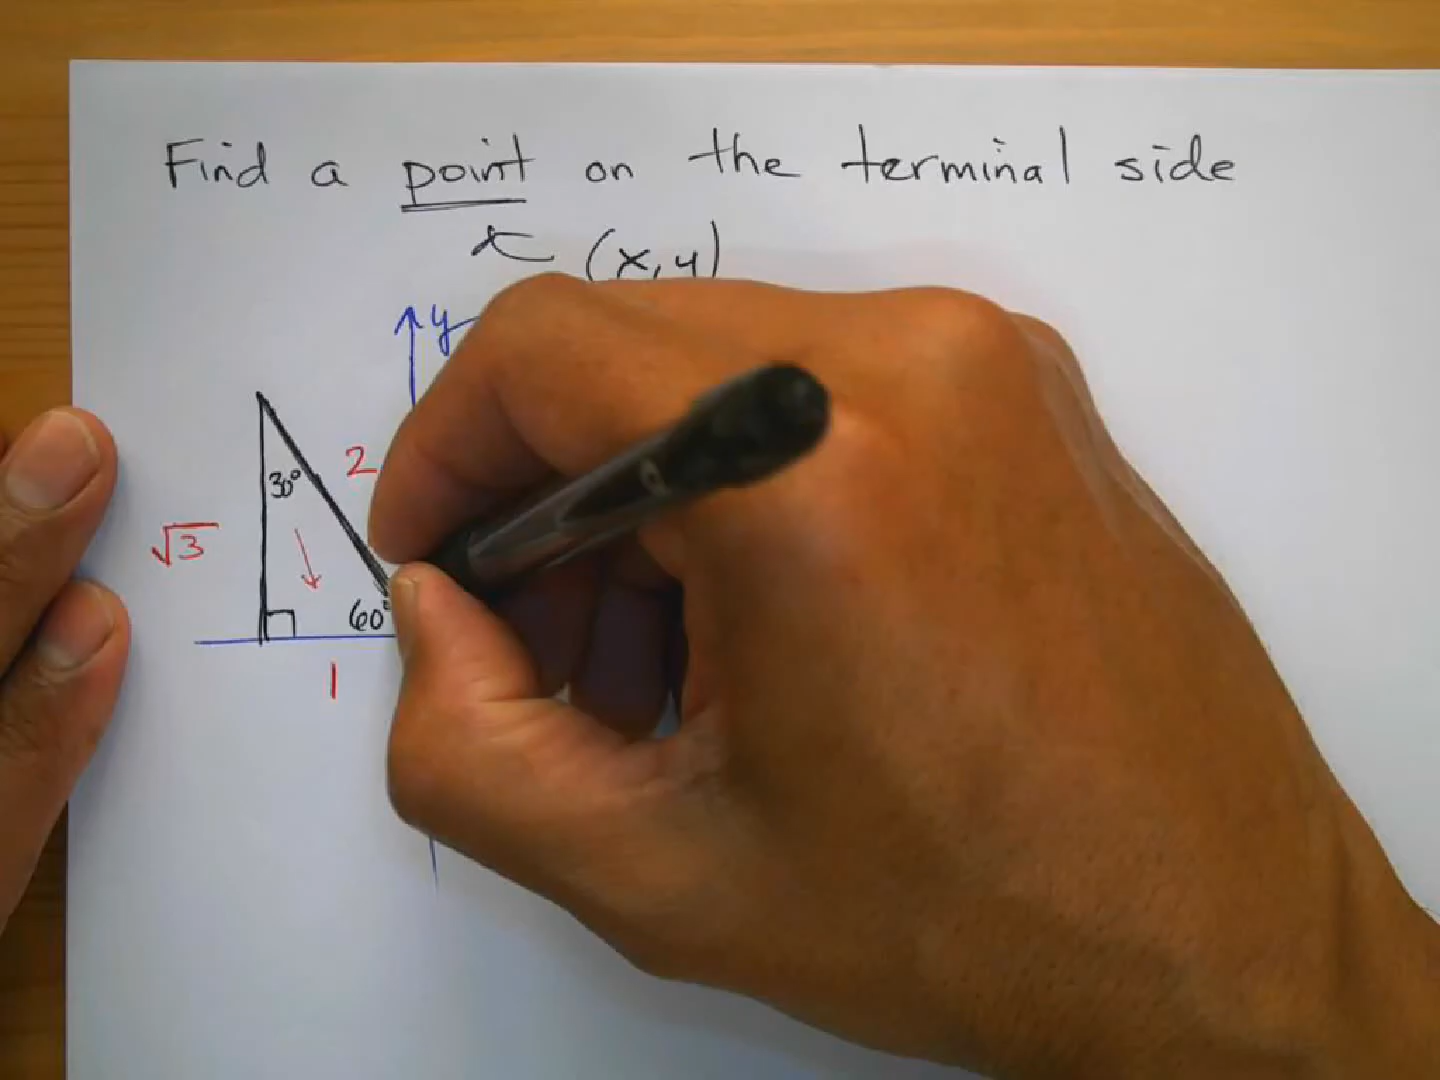 Find a point on the terminal side
(x,y)
y
2
30°
√3
60°
1